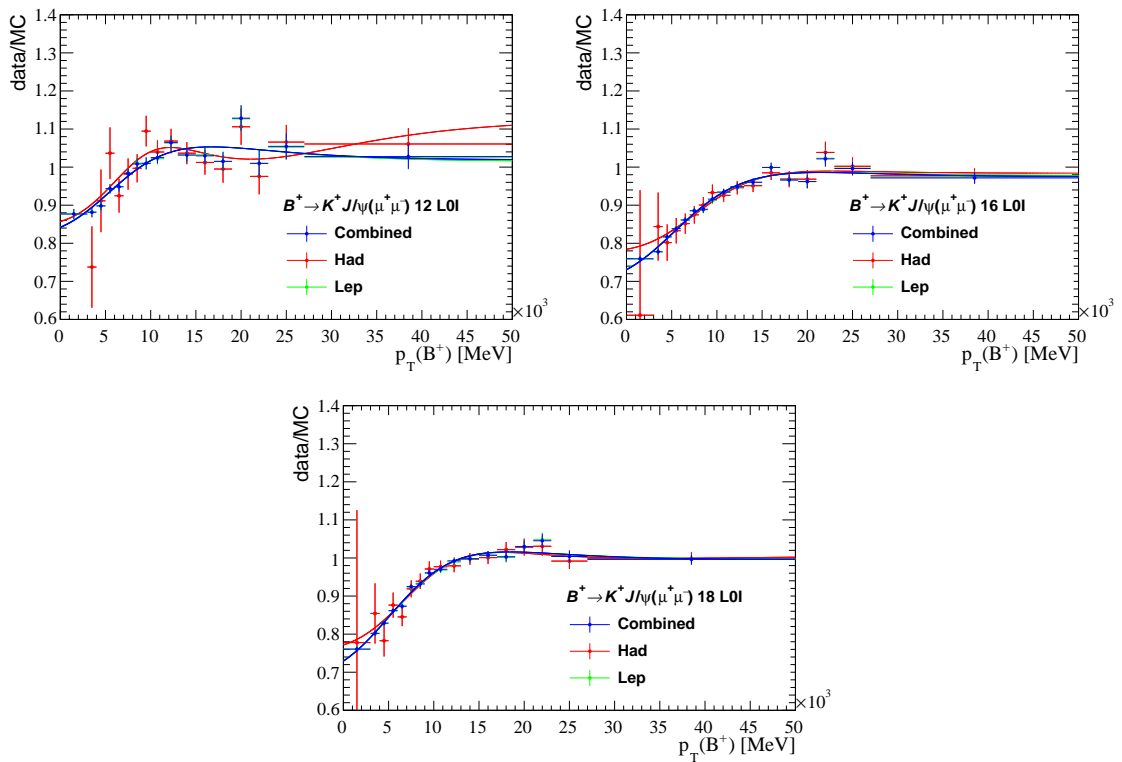 data/MC
1.4
1.3
1.2
1.1
1
0.9
0.8
0.7
0.6
B⁺→K⁺J/ψ(μ⁺μ⁻) 12 L0I
Combined
Had
Lep
0 5 10 15 20 25 30 35 40 45 50
×10³
p_T(B⁺) [MeV]
data/MC
1.4
1.3
1.2
1.1
1
0.9
0.8
0.7
0.6
B⁺→K⁺J/ψ(μ⁺μ⁻) 16 L0I
Combined
Had
Lep
0 5 10 15 20 25 30 35 40 45 50
×10³
p_T(B⁺) [MeV]
data/MC
1.4
1.3
1.2
1.1
1
0.9
0.8
0.7
0.6
B⁺→K⁺J/ψ(μ⁺μ⁻) 18 L0I
Combined
Had
Lep
0 5 10 15 20 25 30 35 40 45 50
×10³
p_T(B⁺) [MeV]